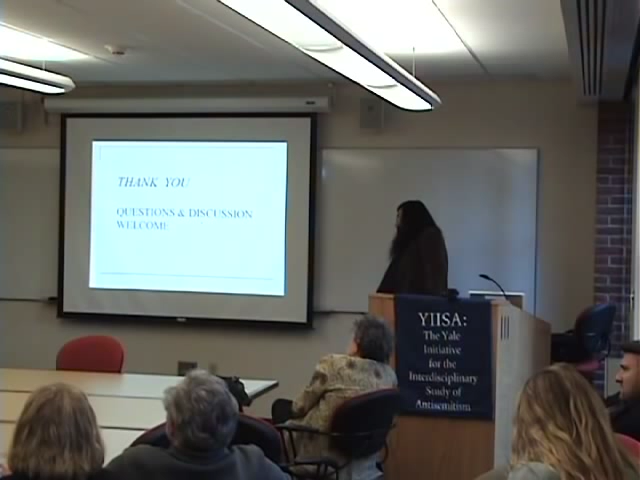 THANK YOU
QUESTIONS & DISCUSSION
WELCOME
YIISA:
The Yale
Initiative
for the
Interdisciplinary
Study of
Antisemitism